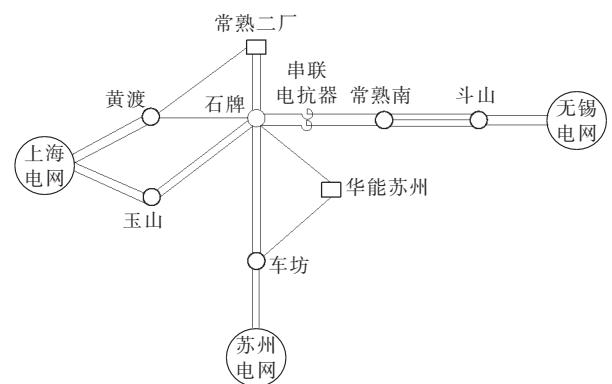 常熟二厂
串联
电抗器
黄渡
石牌
常熟南
斗山
无锡
电网
上海
电网
华能苏州
玉山
车坊
苏州
电网